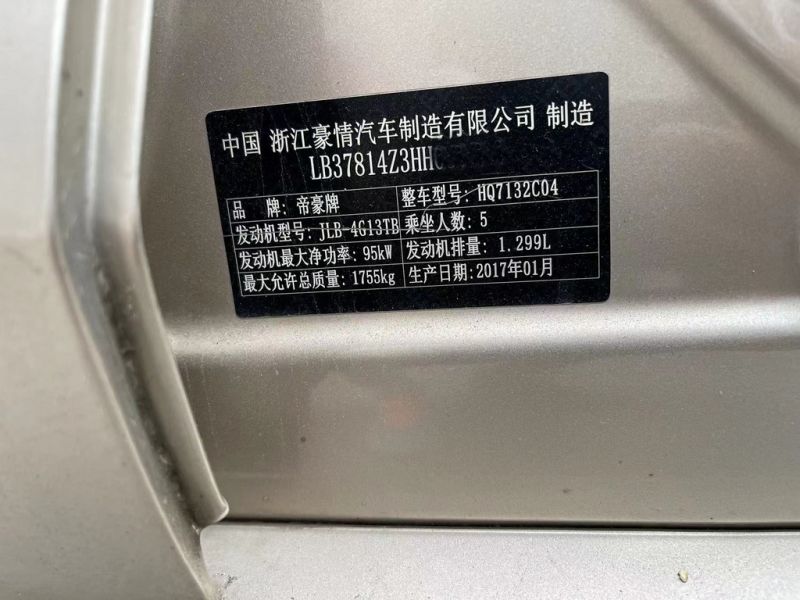 中国 浙江豪情汽车制造有限公司 制造
LB37814Z3HH
品 牌: 帝豪牌 整车型号: HQ7132C04
发动机型号: JLB-4G13TB 乘坐人数: 5
发动机最大净功率: 95kW 发动机排量: 1.299L
最大允许总质量: 1755kg 生产日期: 2017年01月